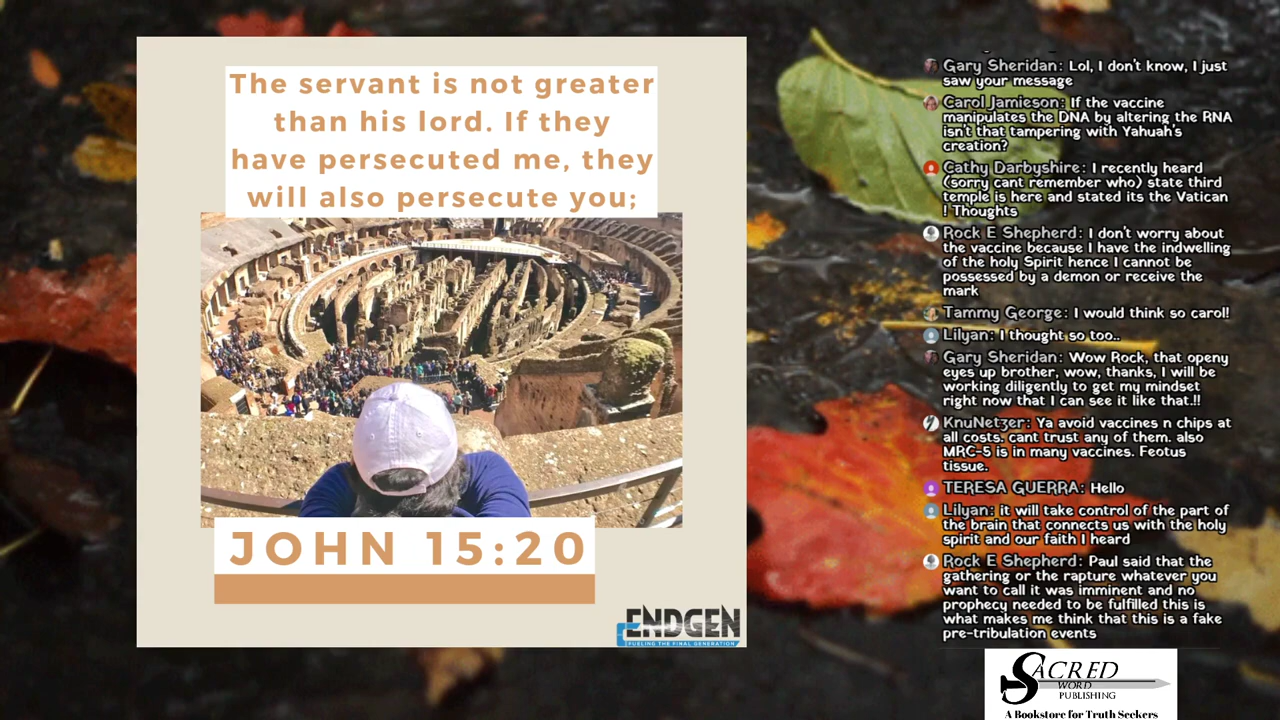 The servant is not greater
than his lord. If they
have persecuted me, they
will also persecute you;
JOHN 15:20
ENDGEN
FUELING THE FINAL GENERATION
Gary Sheridan: Lol, I don't know, I just
saw your message
Carol Jamieson: If the vaccine
manipulates the DNA by altering the RNA
isn't that tampering with Yahuah's
creation?
Cathy Darbyshire: I recently heard
(sorry cant remember who) state third
temple is here and stated its the Vatican
! Thoughts
Rock E Shepherd: I don't worry about
the vaccine because I have the indwelling
of the holy Spirit hence I cannot be
possessed by a demon or receive the
mark
Tammy George: I would think so carol!
Lilyan: I thought so too..
Gary Sheridan: Wow Rock, that openy
eyes up brother, wow, thanks, I will be
working diligently to get my mindset
right now that I can see it like that.!!
KnuNetzer: Ya avoid vaccines n chips at
all costs. cant trust any of them. also
MRC-5 is in many vaccines. Feotus
tissue.
TERESA GUERRA: Hello
Lilyan: it will take control of the part of
the brain that connects us with the holy
spirit and our faith I heard
Rock E Shepherd: Paul said that the
gathering or the rapture whatever you
want to call it was imminent and no
prophecy needed to be fulfilled this is
what makes me think that this is a fake
pre-tribulation events
SACRED
WORD
PUBLISHING
A Bookstore for Truth Seekers